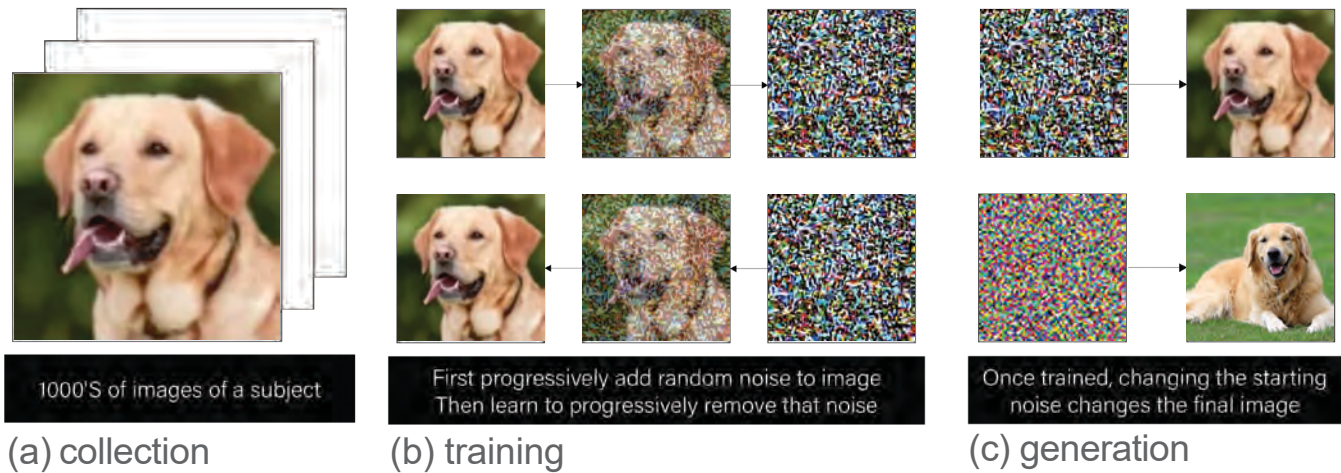 1000'S of images of a subject
First progressively add random noise to image
Then learn to progressively remove that noise
Once trained, changing the starting
noise changes the final image
(a) collection
(b) training
(c) generation